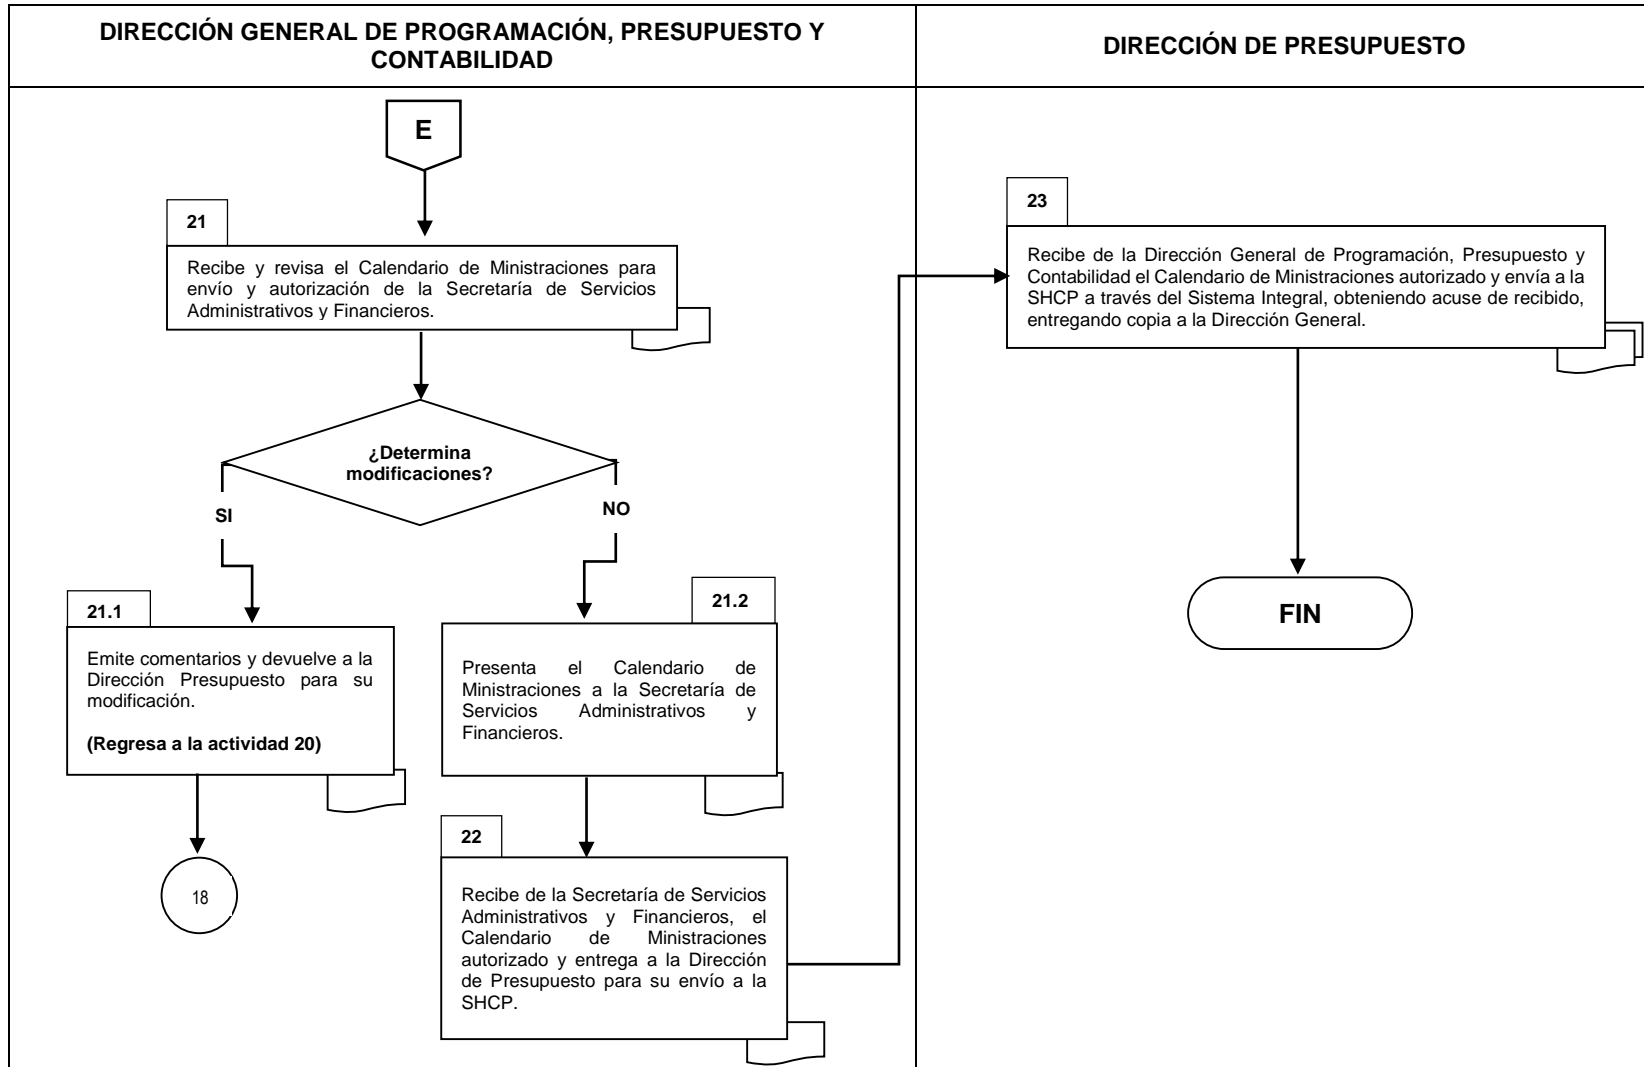 DIRECCIÓN GENERAL DE PROGRAMACIÓN, PRESUPUESTO Y
CONTABILIDAD
DIRECCIÓN DE PRESUPUESTO
E
21
Recibe y revisa el Calendario de Ministraciones para
envío y autorización de la Secretaría de Servicios
Administrativos y Financieros.
¿Determina
modificaciones?
SI
NO
21.1
Emite comentarios y devuelve a la
Dirección Presupuesto para su
modificación.
(Regresa a la actividad 20)
18
21.2
Presenta el Calendario de
Ministraciones a la Secretaría de
Servicios Administrativos y
Financieros.
22
Recibe de la Secretaría de Servicios
Administrativos y Financieros, el
Calendario de Ministraciones
autorizado y entrega a la Dirección
de Presupuesto para su envío a la
SHCP.
23
Recibe de la Dirección General de Programación, Presupuesto y
Contabilidad el Calendario de Ministraciones autorizado y envía a la
SHCP a través del Sistema Integral, obteniendo acuse de recibido,
entregando copia a la Dirección General.
FIN